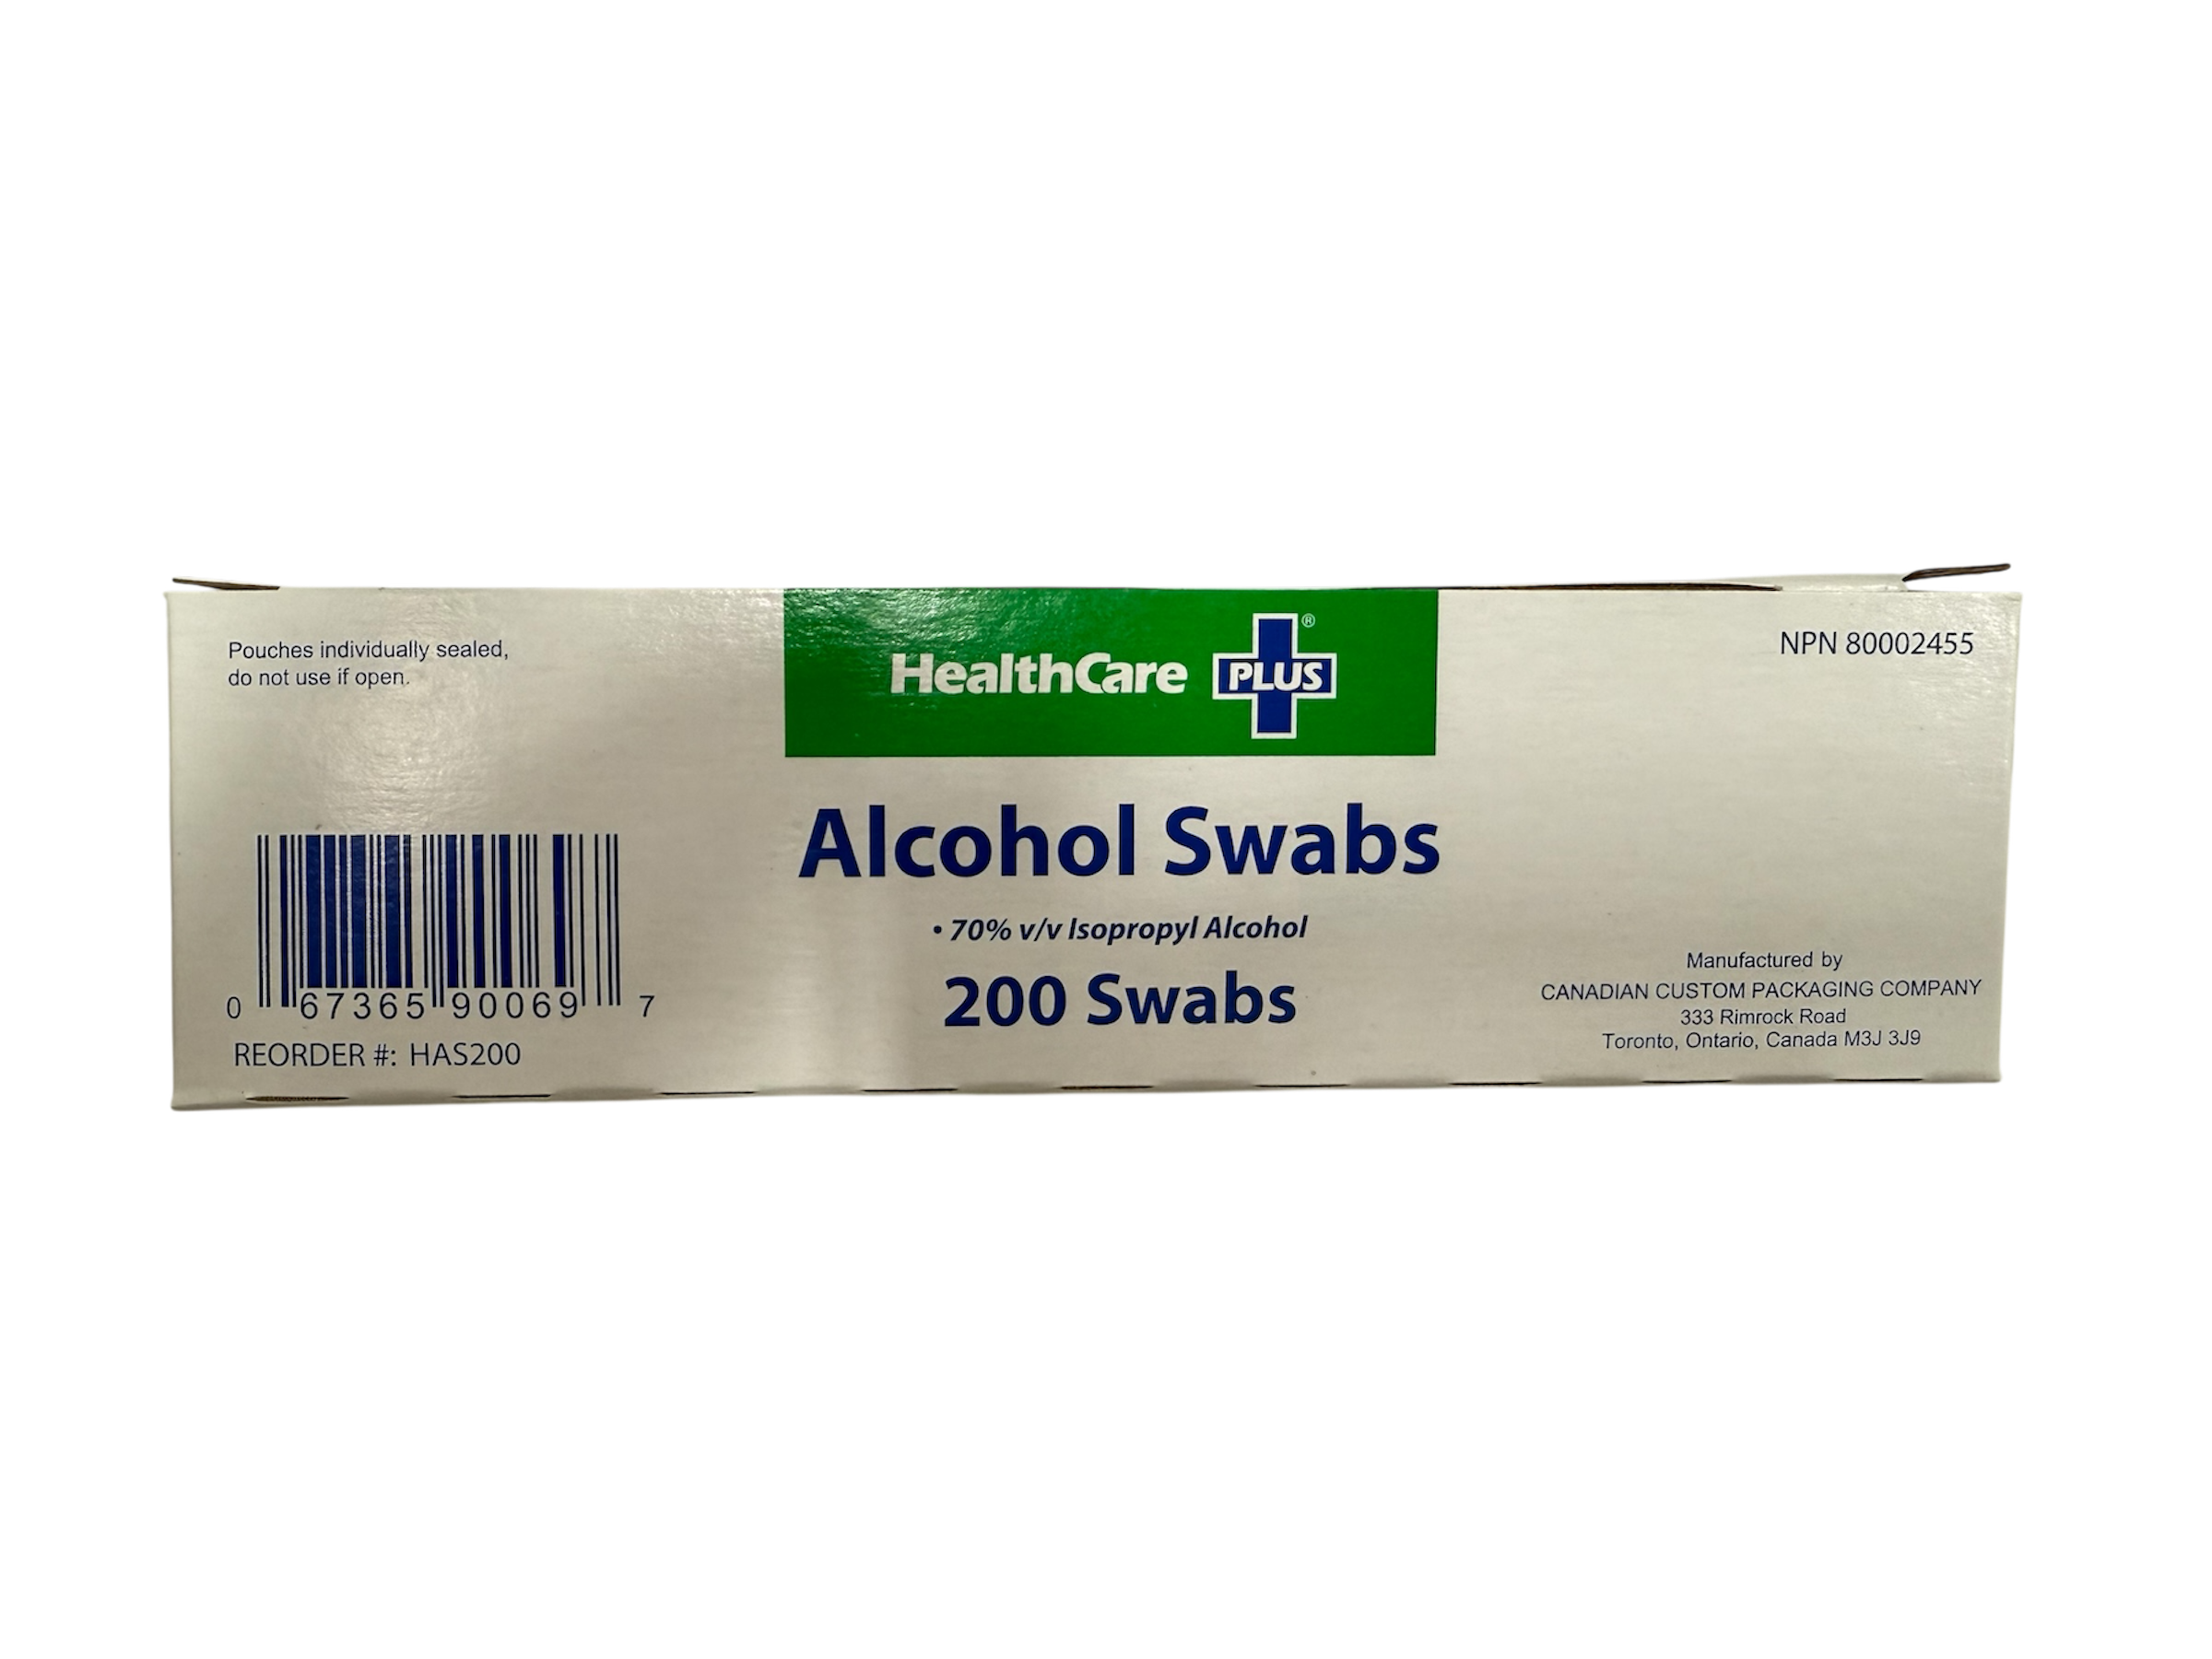 Pouches individually sealed,
do not use if open.
HealthCare PLUS®
NPN 80002455
Alcohol Swabs
• 70% v/v Isopropyl Alcohol
200 Swabs
0 67365 90069 7
REORDER #: HAS200
Manufactured by
CANADIAN CUSTOM PACKAGING COMPANY
333 Rimrock Road
Toronto, Ontario, Canada M3J 3J9